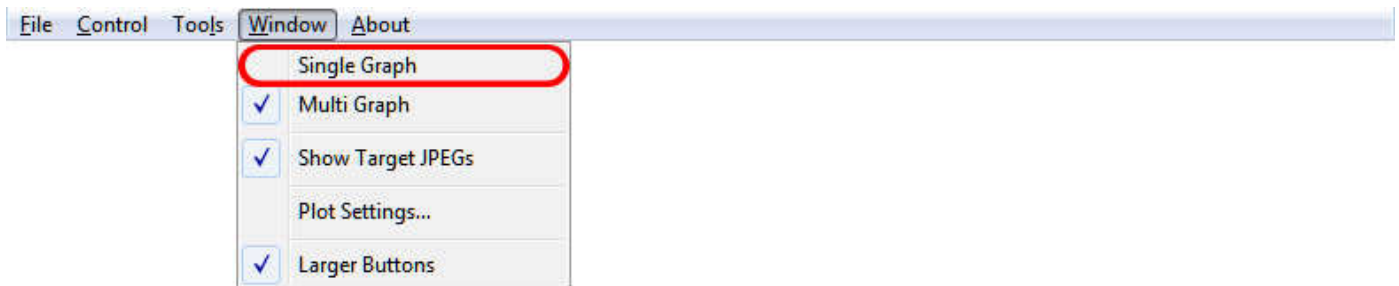 File Control Tools Window About
Single Graph
Multi Graph
Show Target JPEGs
Plot Settings...
Larger Buttons